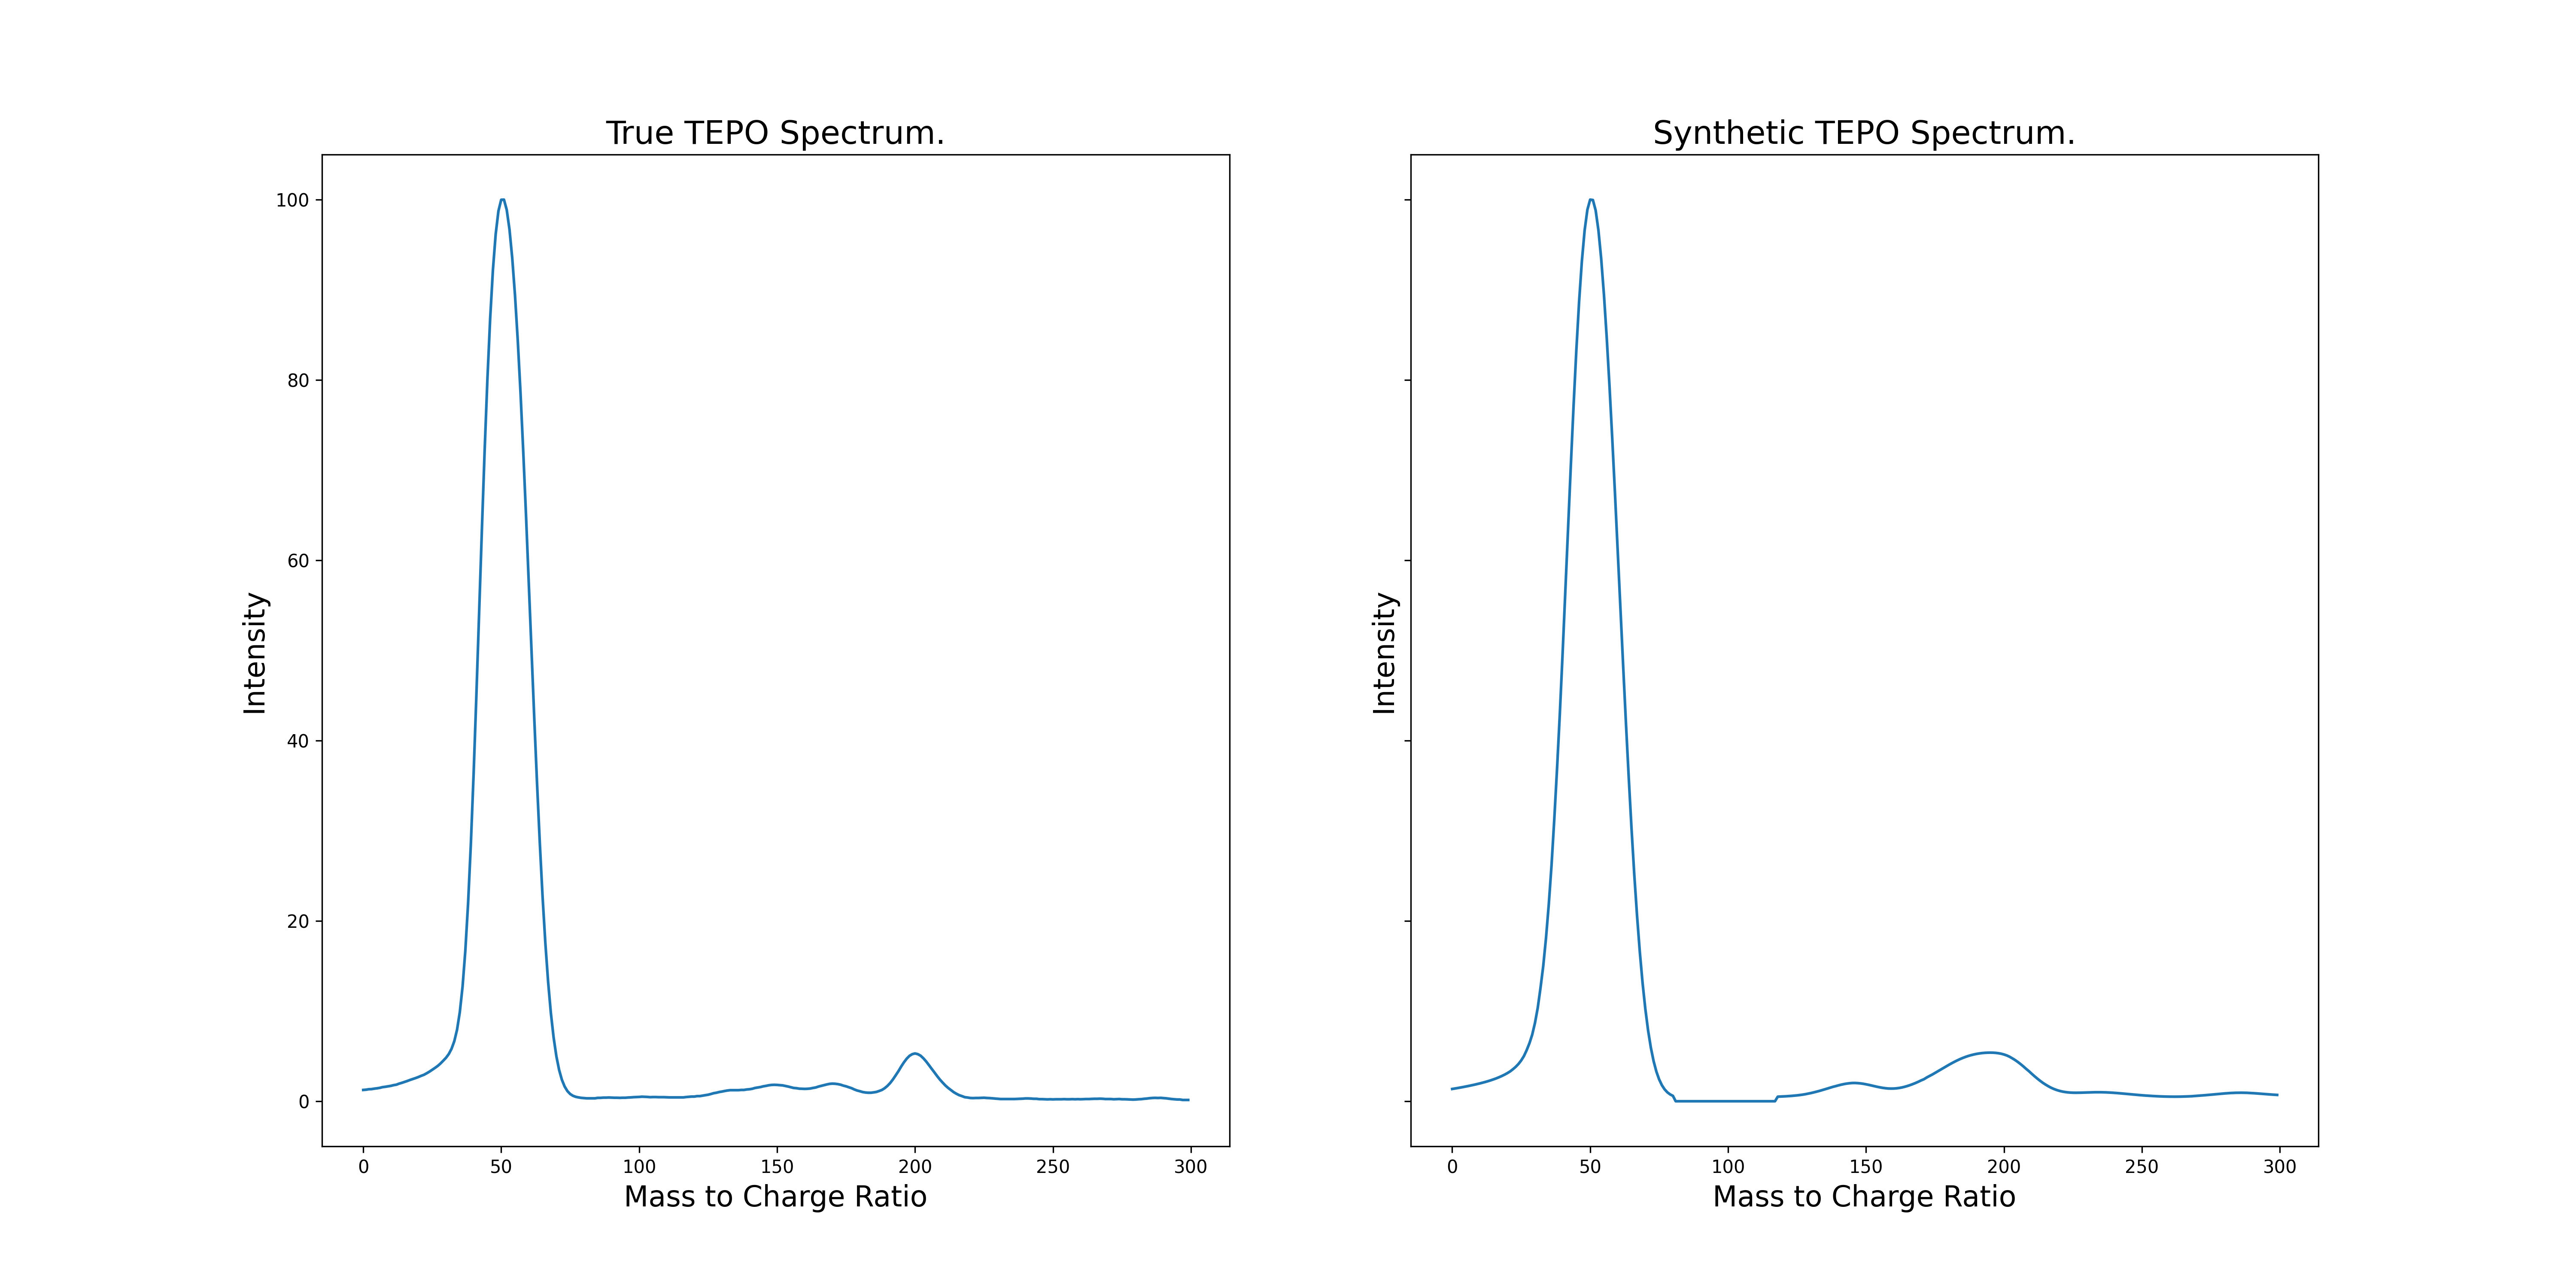 True TEPO Spectrum.
100
80
60
40
20
0
Intensity
0 50 100 150 200 250 300
Mass to Charge Ratio
Synthetic TEPO Spectrum.
Intensity
0 50 100 150 200 250 300
Mass to Charge Ratio